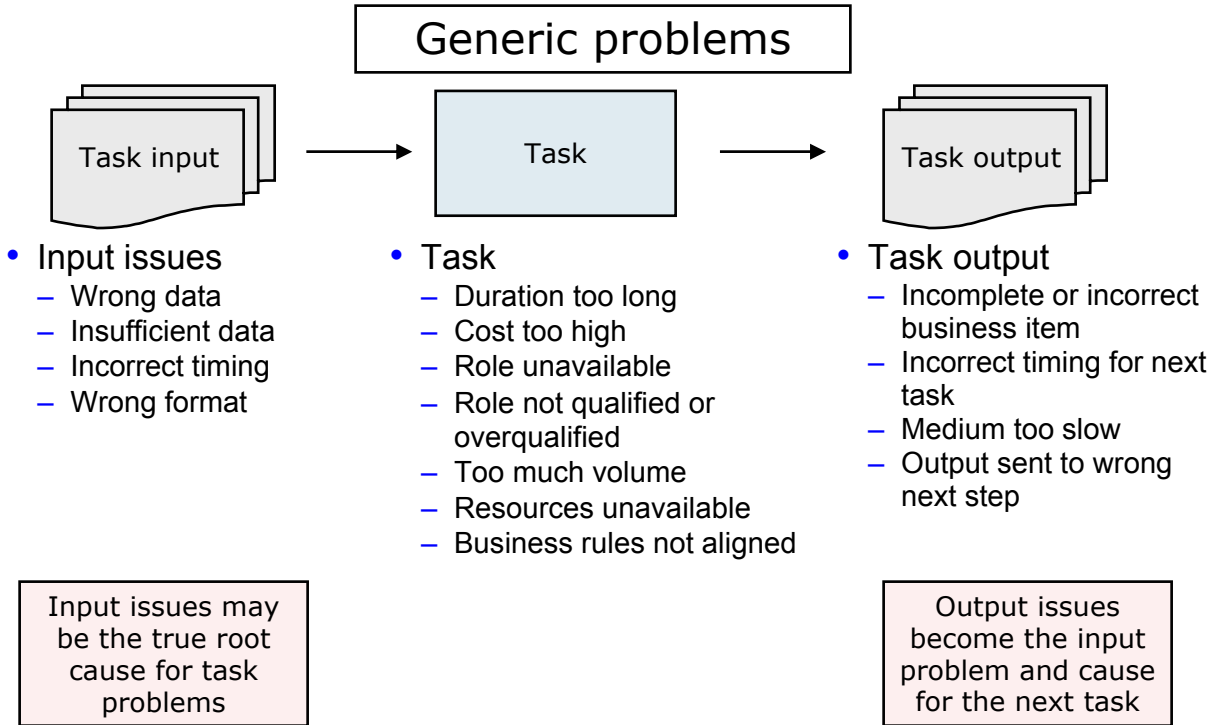 Generic problems
Task input
Task
Task output
• Input issues
– Wrong data
– Insufficient data
– Incorrect timing
– Wrong format
• Task
– Duration too long
– Cost too high
– Role unavailable
– Role not qualified or
overqualified
– Too much volume
– Resources unavailable
– Business rules not aligned
• Task output
– Incomplete or incorrect
business item
– Incorrect timing for next
task
– Medium too slow
– Output sent to wrong
next step
Input issues may
be the true root
cause for task
problems
Output issues
become the input
problem and cause
for the next task